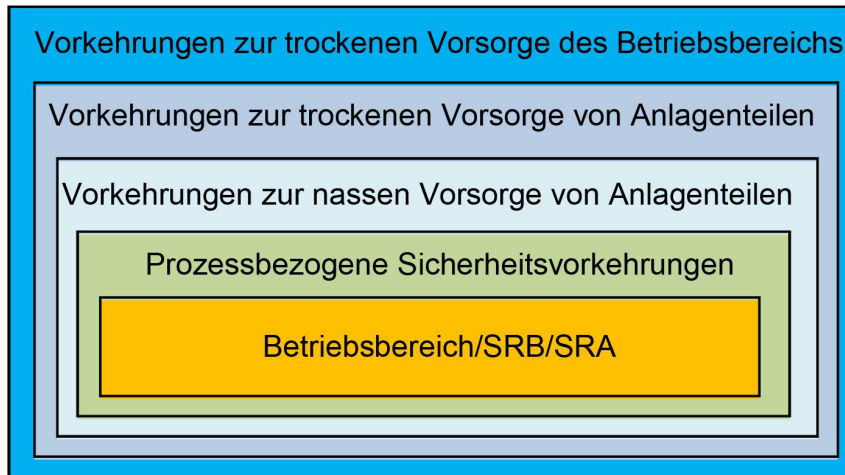 Vorkehrungen zur trockenen Vorsorge des Betriebsbereichs
Vorkehrungen zur trockenen Vorsorge von Anlagenteilen
Vorkehrungen zur nassen Vorsorge von Anlagenteilen
Prozessbezogene Sicherheitsvorkehrungen
Betriebsbereich/SRB/SRA